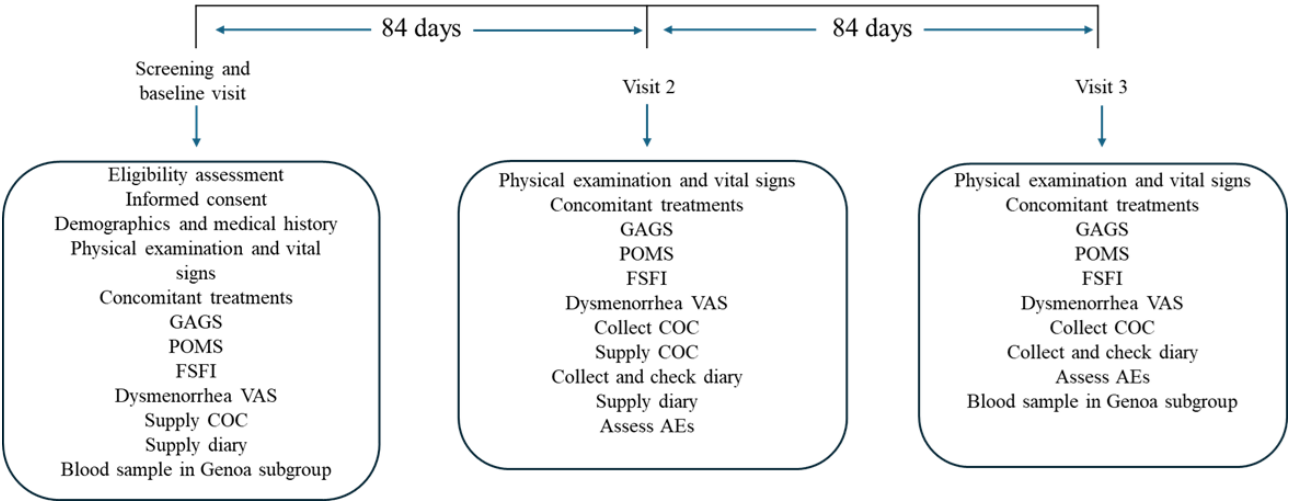 84 days
84 days
Screening and
baseline visit
Visit 2
Visit 3
Eligibility assessment
Informed consent
Demographics and medical history
Physical examination and vital
signs
Concomitant treatments
GAGS
POMS
FSFI
Dysmenorrhea VAS
Supply COC
Supply diary
Blood sample in Genoa subgroup
Physical examination and vital signs
Concomitant treatments
GAGS
POMS
FSFI
Dysmenorrhea VAS
Collect COC
Supply COC
Collect and check diary
Supply diary
Assess AEs
Physical examination and vital signs
Concomitant treatments
GAGS
POMS
FSFI
Dysmenorrhea VAS
Collect COC
Collect and check diary
Assess AEs
Blood sample in Genoa subgroup